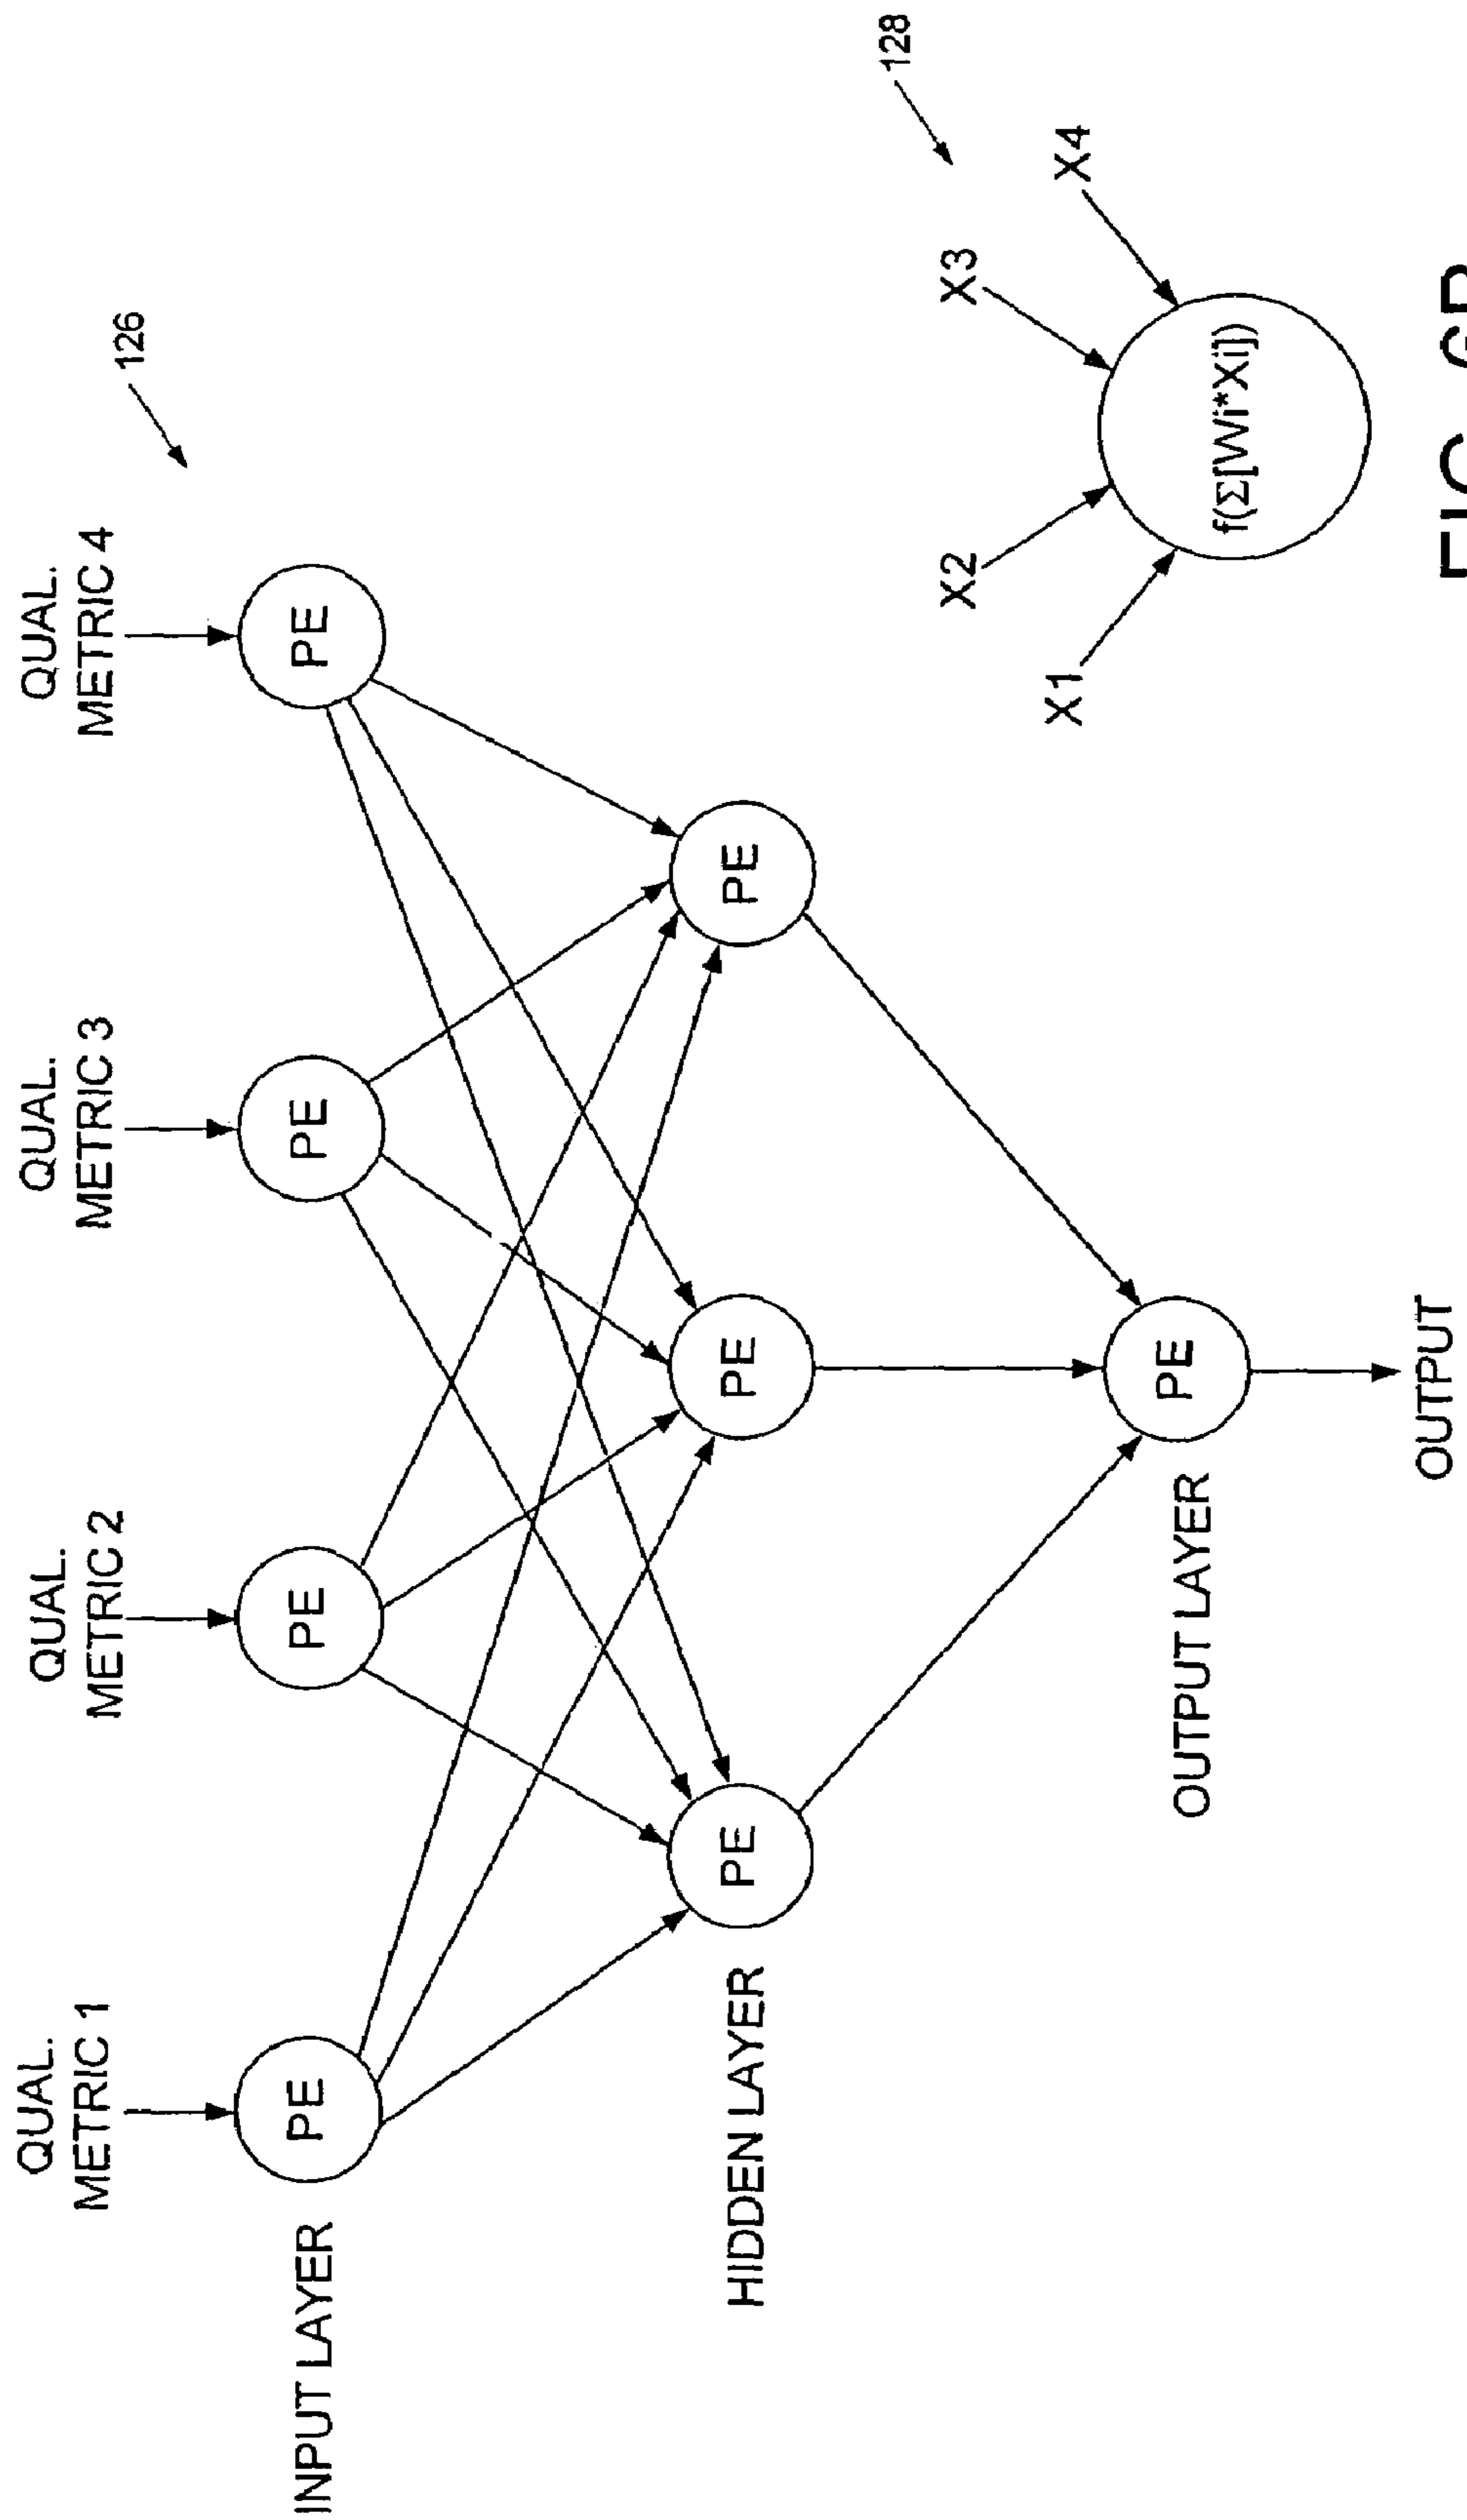 QUAL.
METRIC 1
QUAL.
METRIC 2
QUAL.
METRIC 3
QUAL.
METRIC 4
126
INPUT LAYER
PE
PE
PE
PE
HIDDEN LAYER
PE
PE
PE
OUTPUT LAYER
PE
OUTPUT
128
X1
X2
X3
X4
f(Σ[Wi*Xi])